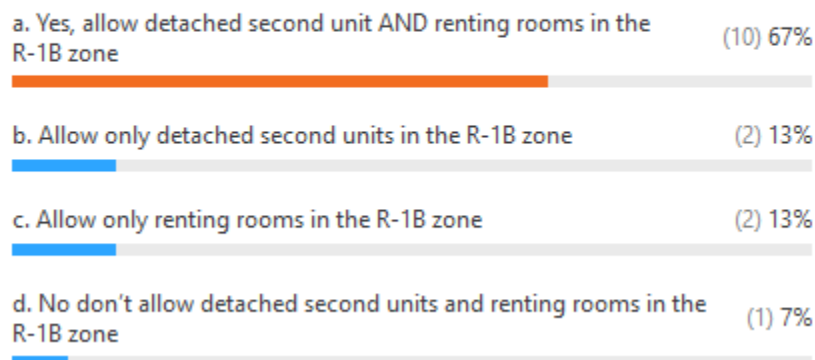 a. Yes, allow detached second unit AND renting rooms in the
R-1B zone
(10) 67%
b. Allow only detached second units in the R-1B zone
(2) 13%
c. Allow only renting rooms in the R-1B zone
(2) 13%
d. No don't allow detached second units and renting rooms in the
R-1B zone
(1) 7%